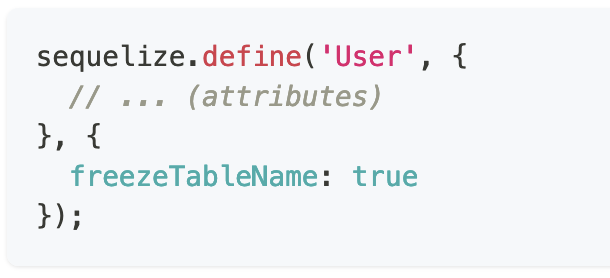 sequelize.define('User', {
  // ... (attributes)
}, {
  freezeTableName: true
});